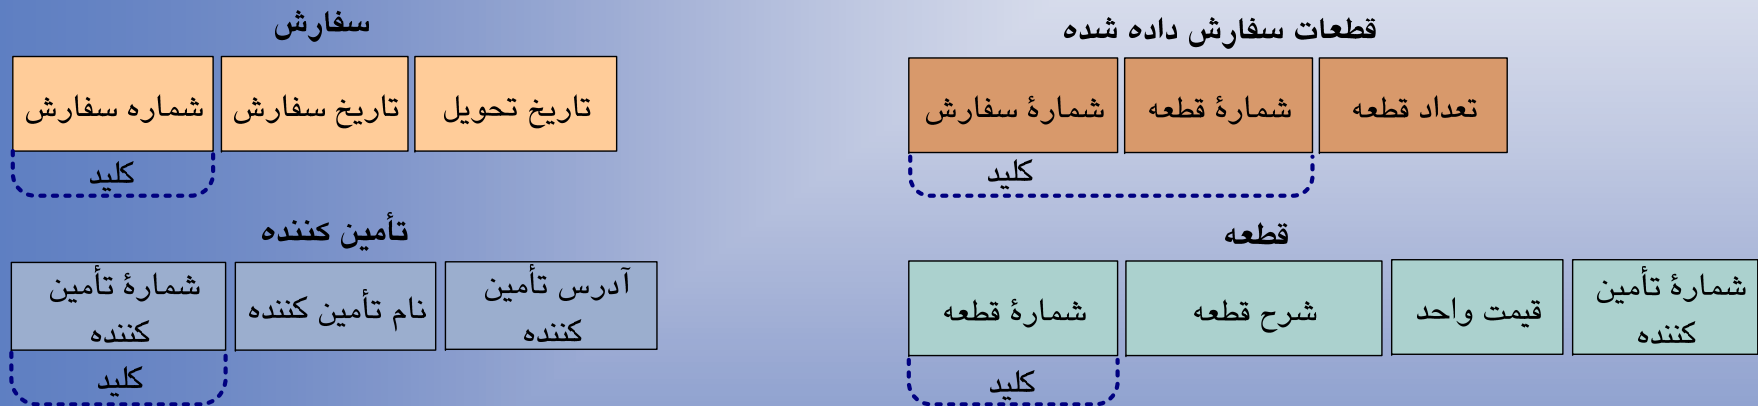 سفارش
شماره سفارش
تاریخ سفارش
تاریخ تحویل
کلید
قطعات سفارش داده شده
شمارهٔ سفارش
شمارهٔ قطعه
تعداد قطعه
کلید
تأمین کننده
شمارهٔ تأمین
کننده
نام تأمین کننده
آدرس تأمین
کننده
کلید
قطعه
شمارهٔ قطعه
شرح قطعه
قیمت واحد
شمارهٔ تأمین
کننده
کلید